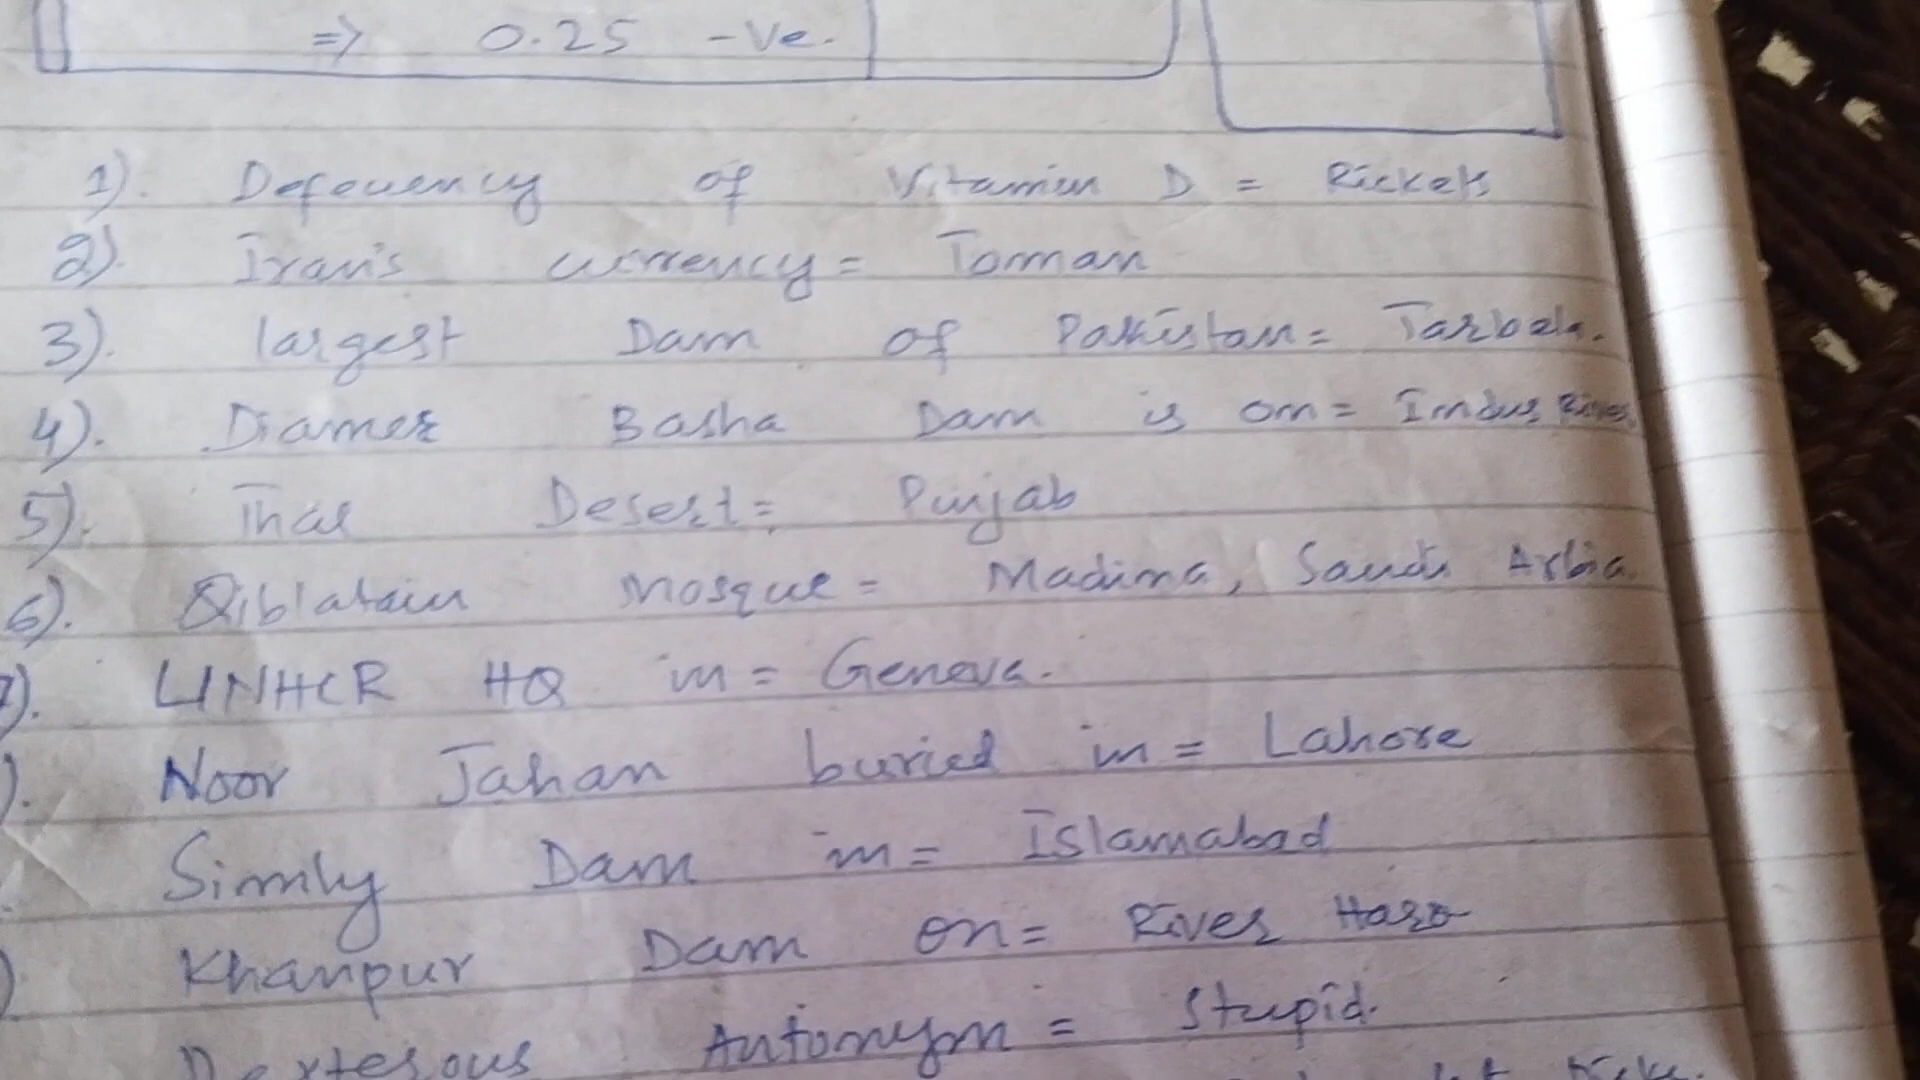 => 0.25 -Ve.
1). Defeuency of Vitamin D = Rickets
2). Iran's currency = Toman
3). largest Dam of Pakistan = Tarbela.
4). Diamer Basha Dam is on = Indus River
5). Thal Desert = Punjab
6). Qiblatain Mosque = Madina, Saudi Arbia.
7). UNHCR HQ in = Geneva.
). Noor Jahan buried in = Lahore
Simly Dam in = Islamabad
) Khanpur Dam on = River Haro
Dexterous Antonym = Stupid.